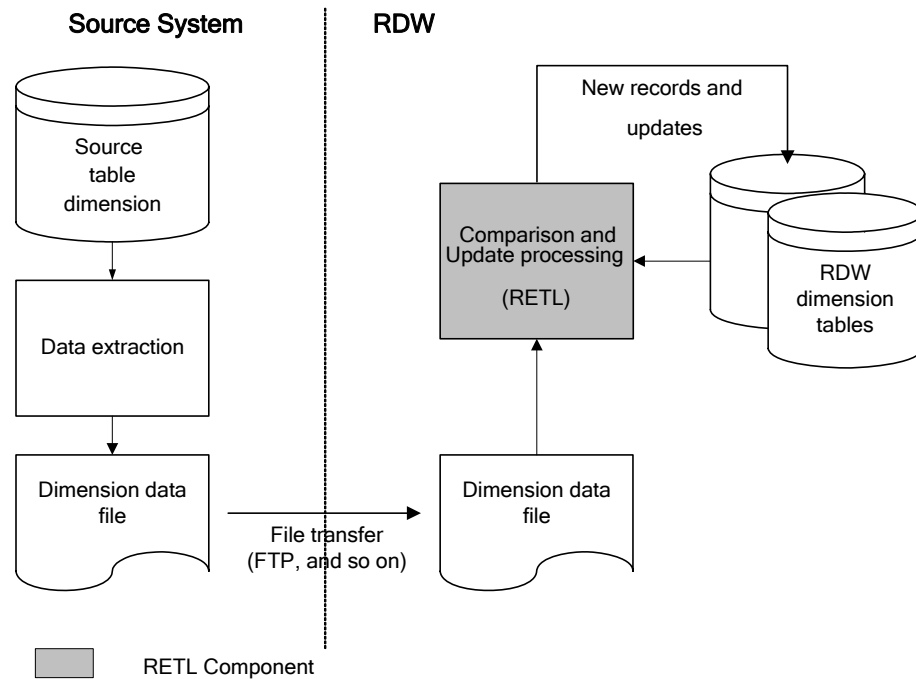 Source System
RDW
Source
table
dimension
Data extraction
Dimension data
file
File transfer
(FTP, and so on)
Dimension data
file
Comparison and
Update processing
(RETL)
New records and
updates
RDW
dimension
tables
RETL Component